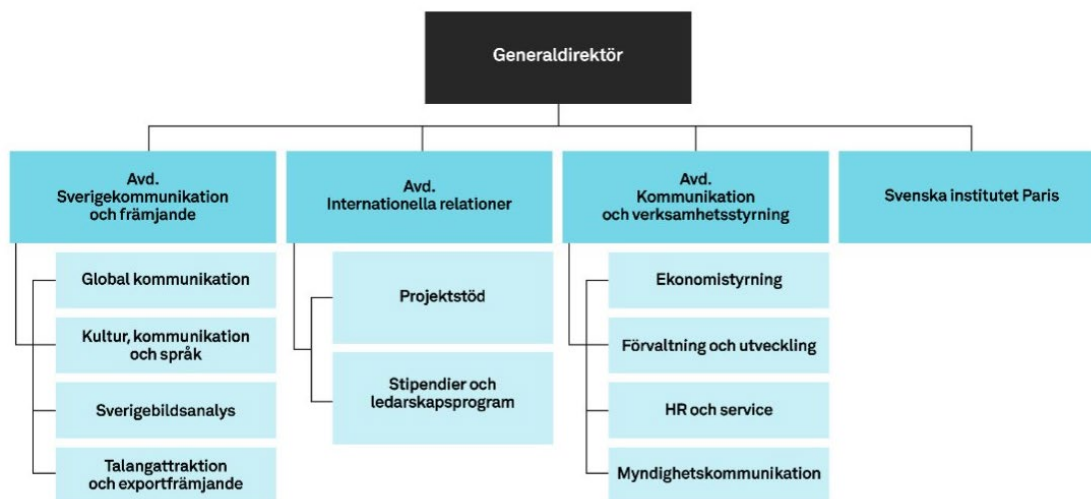 Generaldirektör
Avd.
Sverigekommunikation
och främjande
Avd.
Internationella relationer
Avd.
Kommunikation
och verksamhetsstyrning
Svenska institutet Paris
Global kommunikation
Kultur, kommunikation
och språk
Sverigebildsanalys
Talangattraktion
och exportfrämjande
Projektstöd
Stipendier och
ledarskapsprogram
Ekonomistyrning
Förvaltning och utveckling
HR och service
Myndighetskommunikation